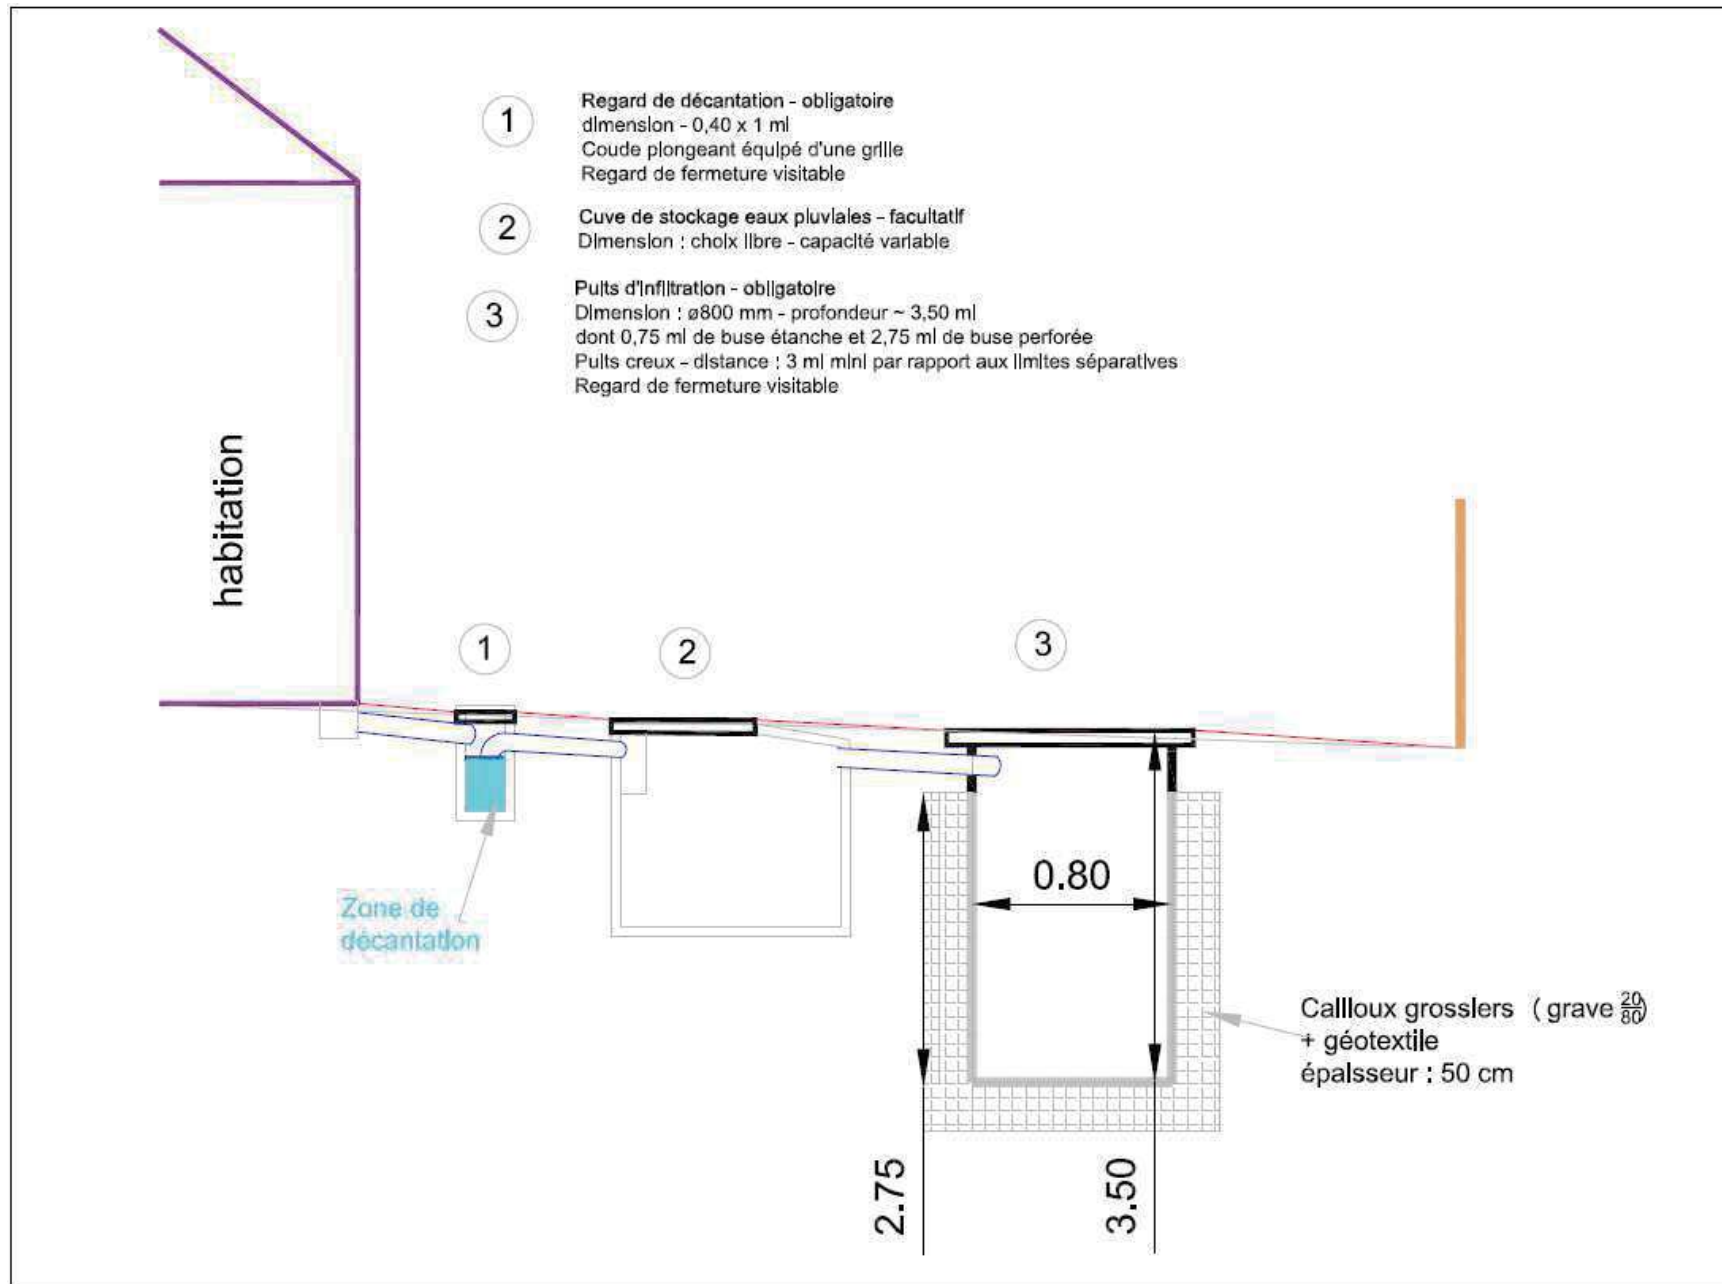 1
Regard de décantation - obligatoire
dimension - 0,40 x 1 ml
Coude plongeant équipé d'une grille
Regard de fermeture visitable
2
Cuve de stockage eaux pluviales - facultatif
Dimension : choix libre - capacité variable
3
Puits d'infiltration - obligatoire
Dimension : ø800 mm - profondeur ~ 3,50 ml
dont 0,75 ml de buse étanche et 2,75 ml de buse perforée
Puits creux - distance : 3 ml mini par rapport aux limites séparatives
Regard de fermeture visitable
habitation
1
2
3
0.80
Zone de
décantation
Cailloux grossiers ( grave 20/80)
+ géotextile
épaisseur : 50 cm
2.75
3.50